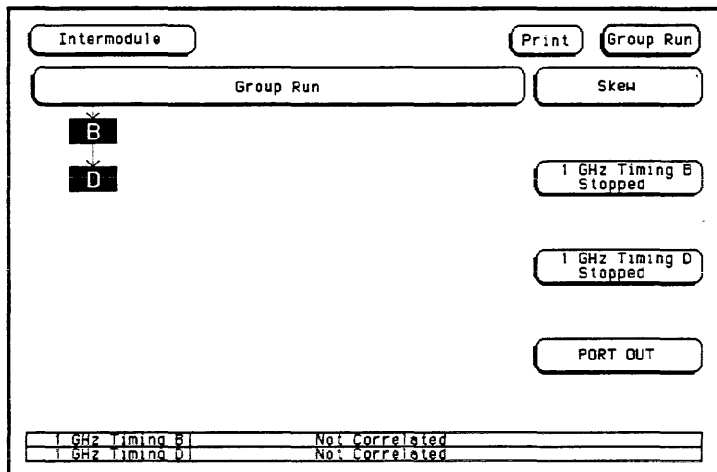 Intermodule
Print
Group Run
Group Run
Skew
B
D
1 GHz Timing B
Stopped
1 GHz Timing D
Stopped
PORT OUT
1 GHz Timing B Not Correlated
1 GHz Timing D Not Correlated